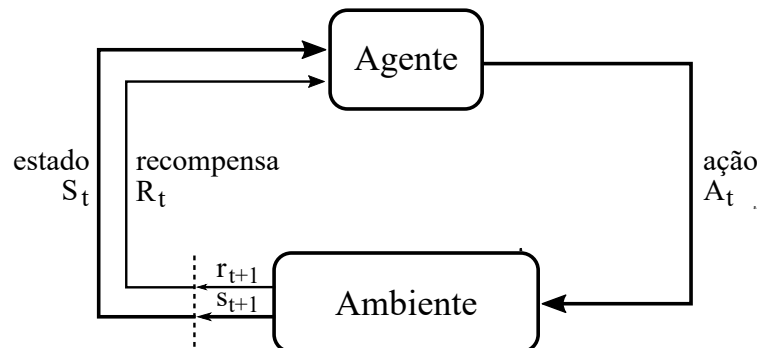 Agente
estado
S_t
recompensa
R_t
ação
A_t
r_t+1
s_t+1
Ambiente